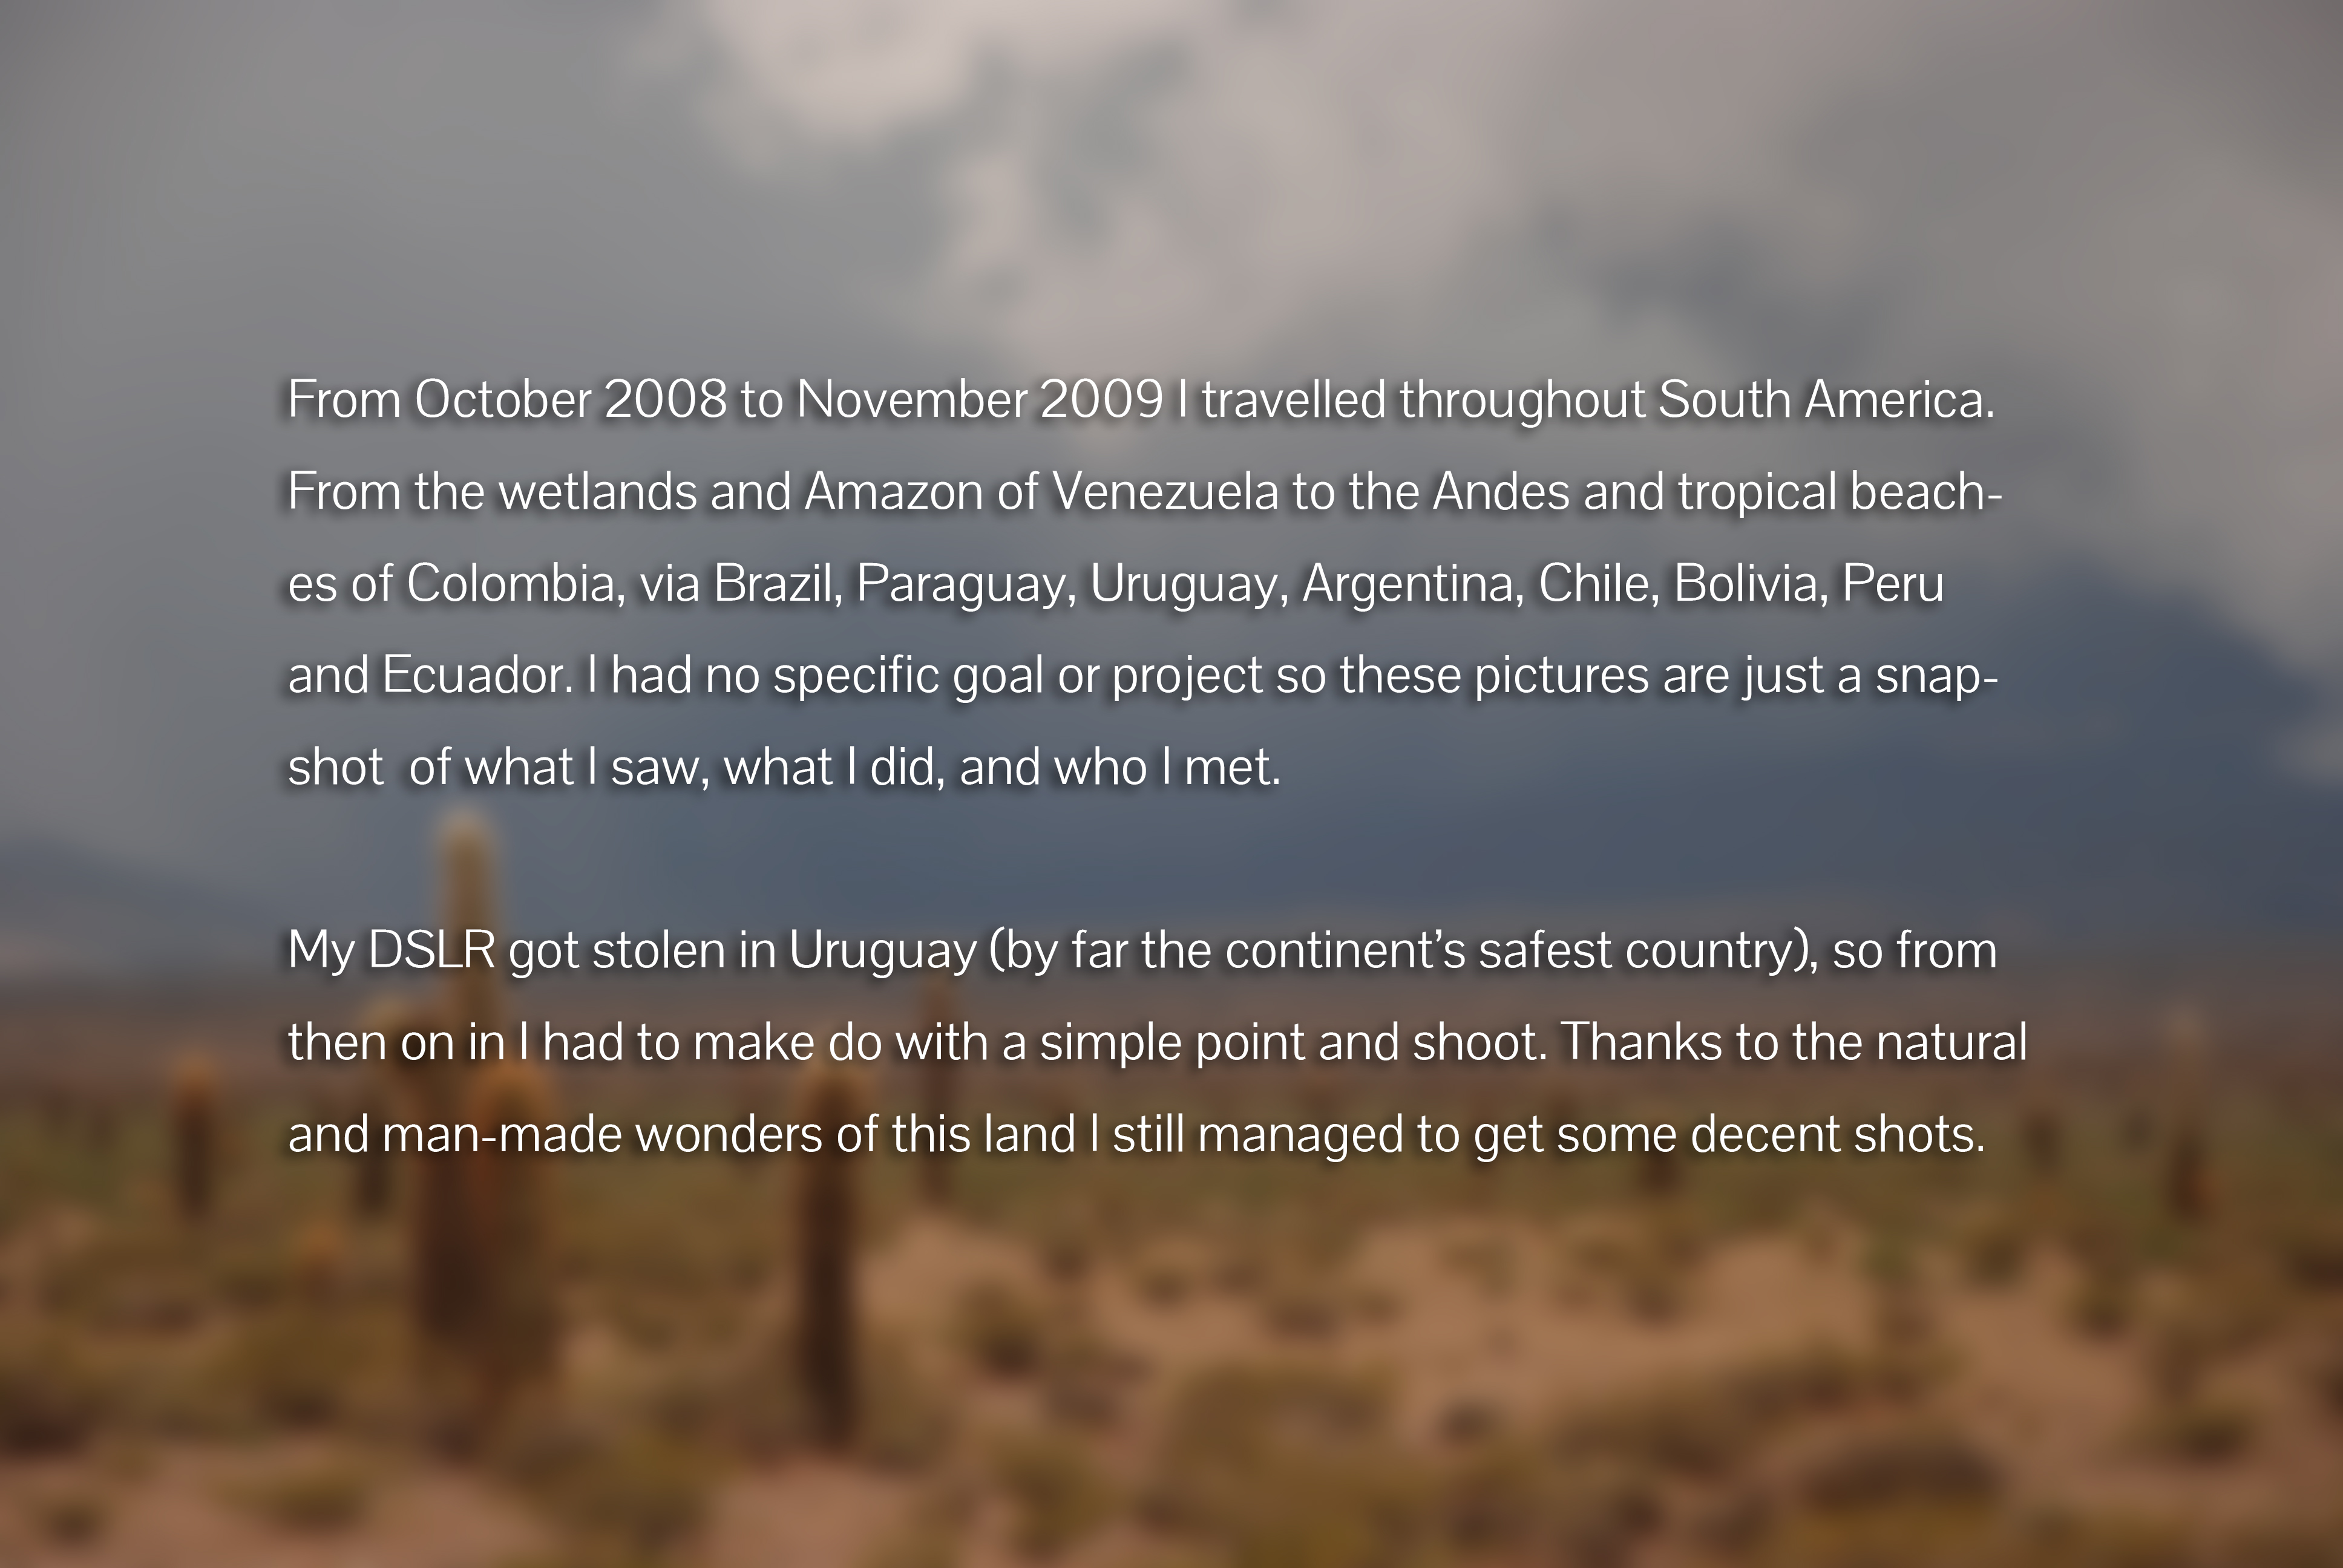 From October 2008 to November 2009 I travelled throughout South America.
From the wetlands and Amazon of Venezuela to the Andes and tropical beach-
es of Colombia, via Brazil, Paraguay, Uruguay, Argentina, Chile, Bolivia, Peru
and Ecuador. I had no specific goal or project so these pictures are just a snap-
shot  of what I saw, what I did, and who I met.
My DSLR got stolen in Uruguay (by far the continent’s safest country), so from
then on in I had to make do with a simple point and shoot. Thanks to the natural
and man-made wonders of this land I still managed to get some decent shots.